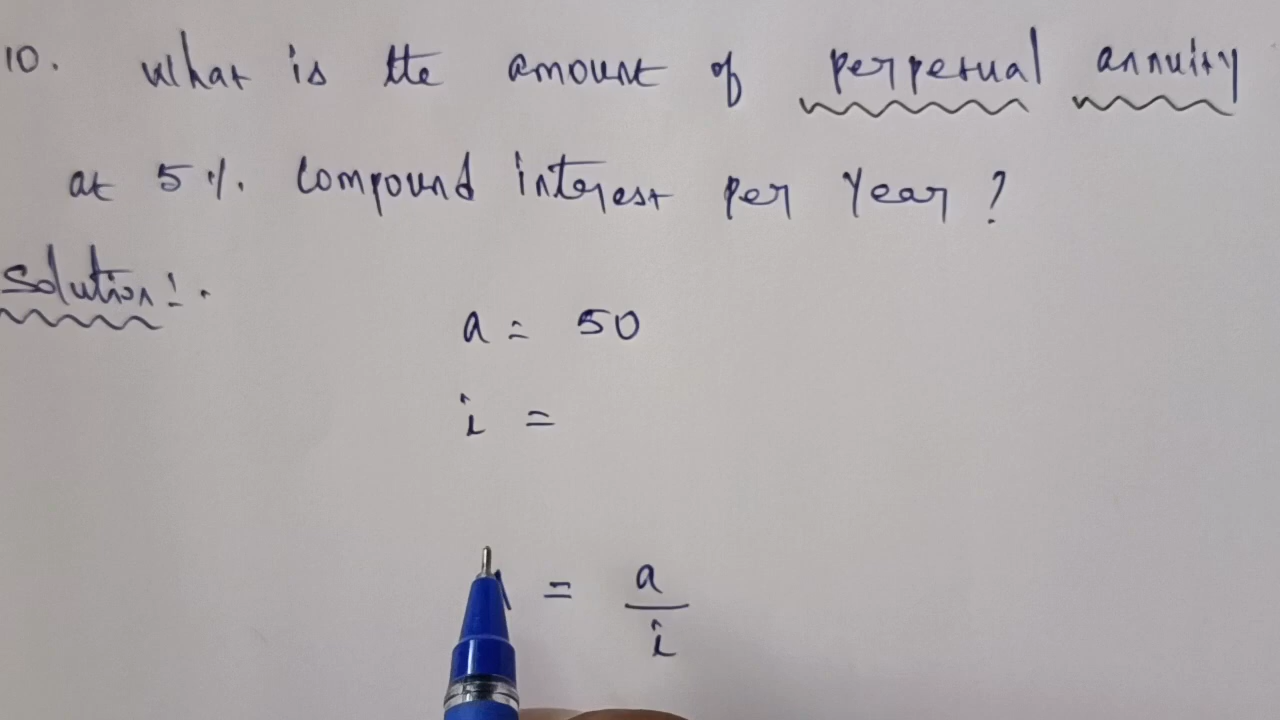 10. What is the amount of perpetual annuity
at 5%. compound interest per year?
Solution:.
a = 50
i =
= a
i